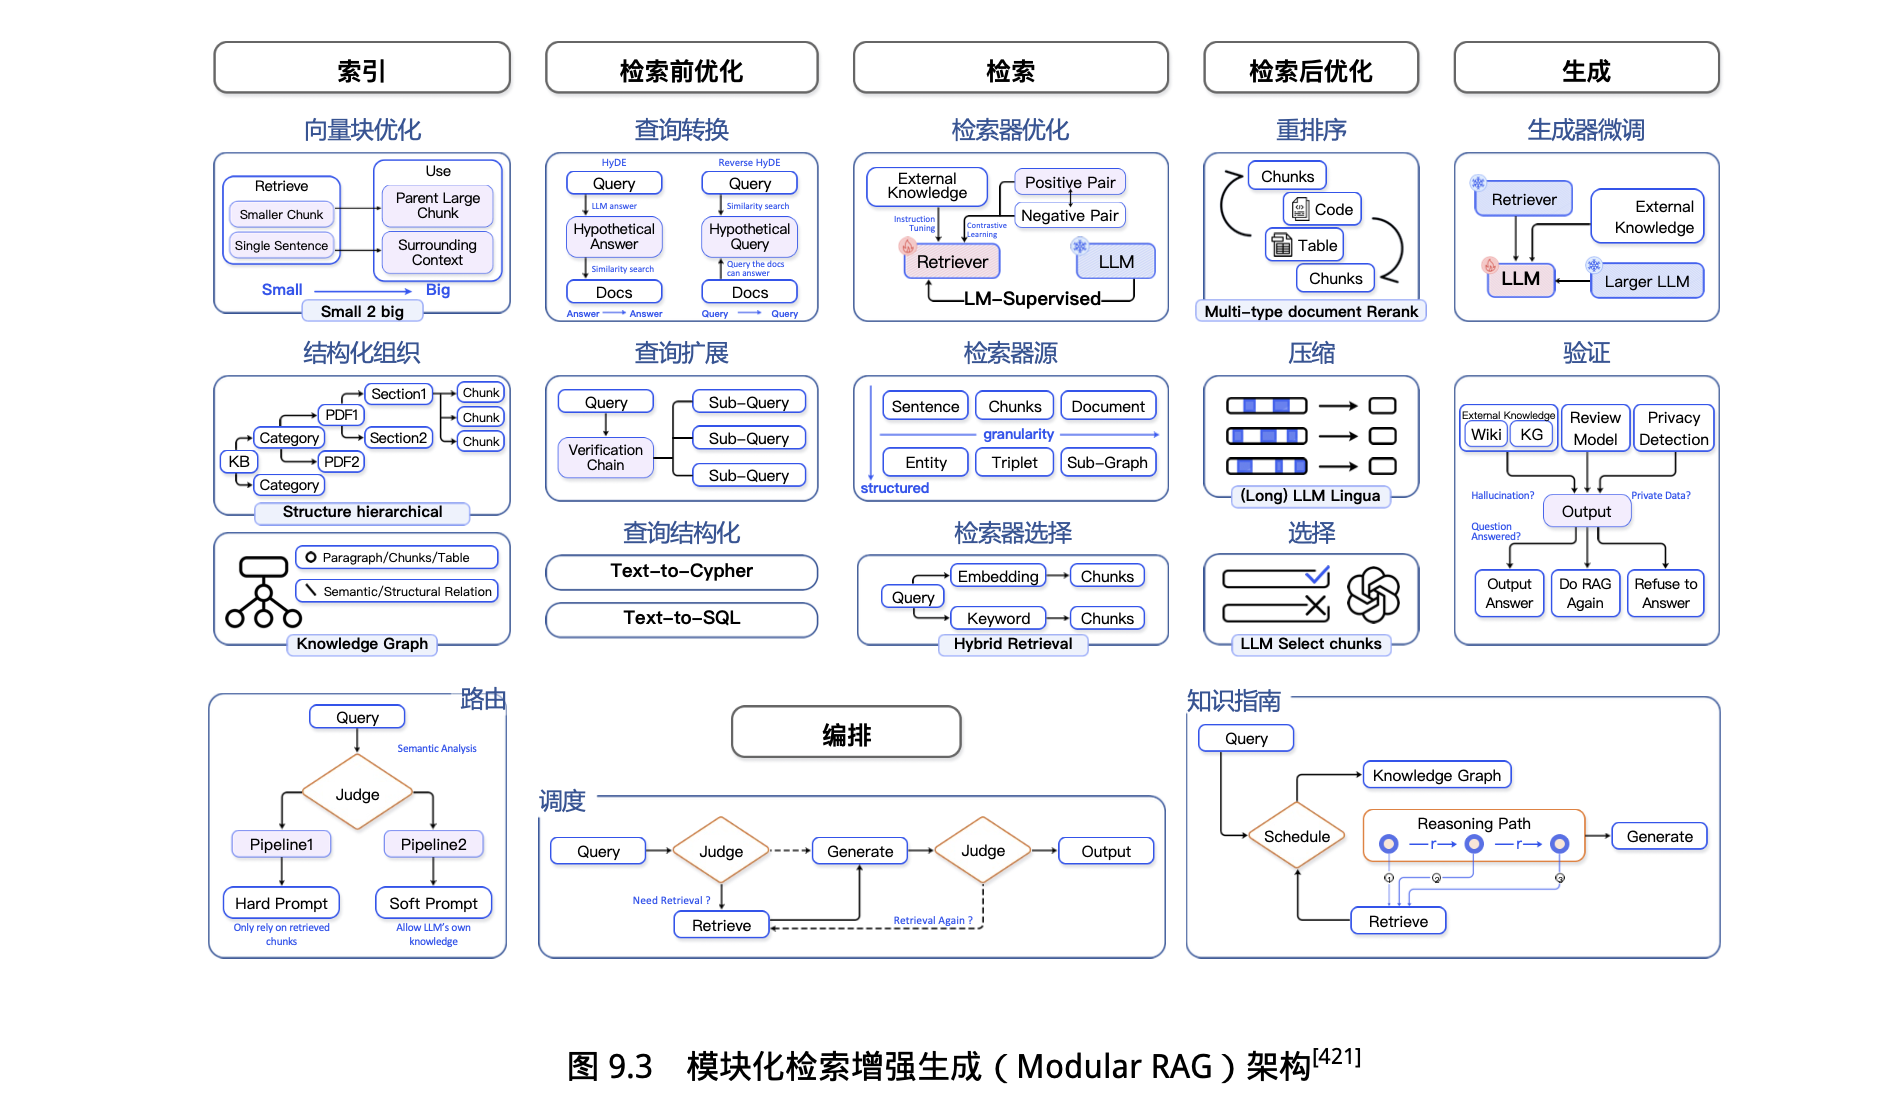 索引
检索前优化
检索
检索后优化
生成
向量块优化
Retrieve
Smaller Chunk
Single Sentence
Use
Parent Large
Chunk
Surrounding
Context
Small
Big
Small 2 big
查询转换
HyDE
Query
LLM answer
Hypothetical
Answer
Similarity search
Docs
Answer
Answer
Reverse HyDE
Query
Similarity search
Hypothetical
Query
Query the docs
can answer
Docs
Query
Query
检索器优化
External
Knowledge
Positive Pair
Negative Pair
Instruction
Tuning
Contrastive
Learning
Retriever
LLM
LM-Supervised
重排序
Chunks
Code
Table
Chunks
Multi-type document Rerank
生成器微调
Retriever
External
Knowledge
LLM
Larger LLM
结构化组织
KB
Category
Category
PDF1
PDF2
Section1
Section2
Chunk
Chunk
Chunk
Structure hierarchical
Paragraph/Chunks/Table
Semantic/Structural Relation
Knowledge Graph
查询扩展
Query
Verification
Chain
Sub-Query
Sub-Query
Sub-Query
查询结构化
Text-to-Cypher
Text-to-SQL
检索器源
Sentence
Chunks
Document
granularity
Entity
Triplet
Sub-Graph
structured
检索器选择
Query
Embedding
Chunks
Keyword
Chunks
Hybrid Retrieval
压缩
(Long) LLM Lingua
选择
LLM Select chunks
验证
External Knowledge
Wiki
KG
Review
Model
Privacy
Detection
Hallucination?
Private Data?
Output
Question
Answered?
Output
Answer
Do RAG
Again
Refuse to
Answer
路由
Query
Semantic Analysis
Judge
Pipeline1
Pipeline2
Hard Prompt
Soft Prompt
Only rely on retrieved
chunks
Allow LLM's own
knowledge
编排
调度
Query
Judge
Generate
Judge
Output
Need Retrieval ?
Retrieve
Retrieval Again ?
知识指南
Query
Knowledge Graph
Schedule
Reasoning Path
r
r
Generate
1
2
3
Retrieve
图 9.3 模块化检索增强生成（Modular RAG）架构[421]